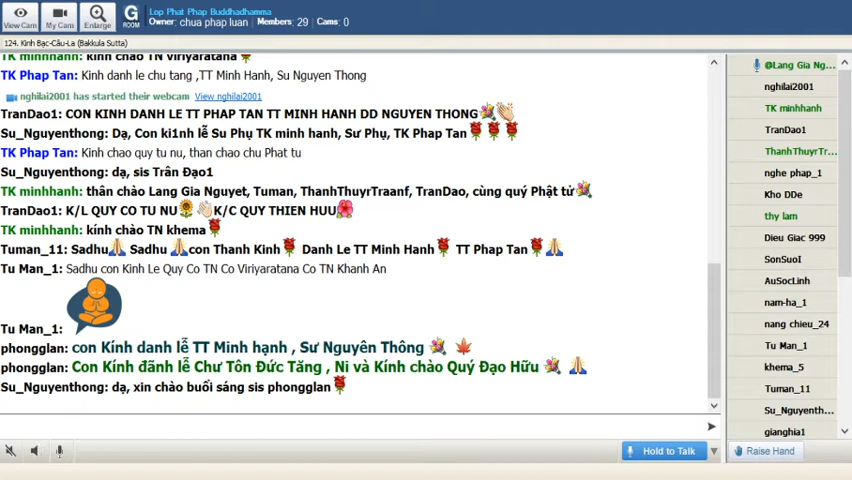 View Cam
My Cams
Enlarge
G
ROOM
Lop Phat Phap Buddhadhamma
Owner: chua phap luan Members: 29 Cams: 0
124. Kinh Bạc-Câu-La (Bakkula Sutta)
TK minhhanh: kính chào TN viriyaratana
TK Phap Tan: Kinh danh le chu tang ,TT Minh Hanh, Su Nguyen Thong
nghilai2001 has started their webcam View nghilai2001
TranDao1: CON KINH DANH LE TT PHAP TAN TT MINH HANH DD NGUYEN THONG
Su_Nguyenthong: Dạ, Con ki1nh lễ Su Phụ TK minh hanh, Sư Phụ, TK Phap Tan
TK Phap Tan: Kinh chao quy tu nu, than chao chu Phat tu
Su_Nguyenthong: dạ, sis Trân Đạo1
TK minhhanh: thân chào Lang Gia Nguyet, Tuman, ThanhThuyrTraanf, TranDao, cùng quý Phật tử
TranDao1: K/L QUY CO TU NU K/C QUY THIEN HUU
TK minhhanh: kính chào TN khema
Tuman_11: Sadhu Sadhu con Thanh Kinh Danh Le TT Minh Hanh TT Phap Tan
Tu Man_1: Sadhu con Kinh Le Quy Co TN Co Viriyaratana Co TN Khanh An
Tu Man_1:
phongglan: con Kính danh lễ TT Minh hạnh , Sư Nguyên Thông
phongglan: Con Kính đãnh lễ Chư Tôn Đức Tăng , Ni và Kính chào Quý Đạo Hữu
Su_Nguyenthong: dạ, xin chào buổi sáng sis phongglan
Hold to Talk
@Lang Gia Ng...
nghilai2001
TK minhhanh
TranDao1
ThanhThuyrTr...
nghe phap_1
Kho DDe
thy lam
Dieu Giac 999
SonSuoI
AuSocLinh
nam-ha_1
nang chieu_24
Tu Man_1
khema_5
Tuman_11
Su_Nguyenth...
gianghia1
Raise Hand